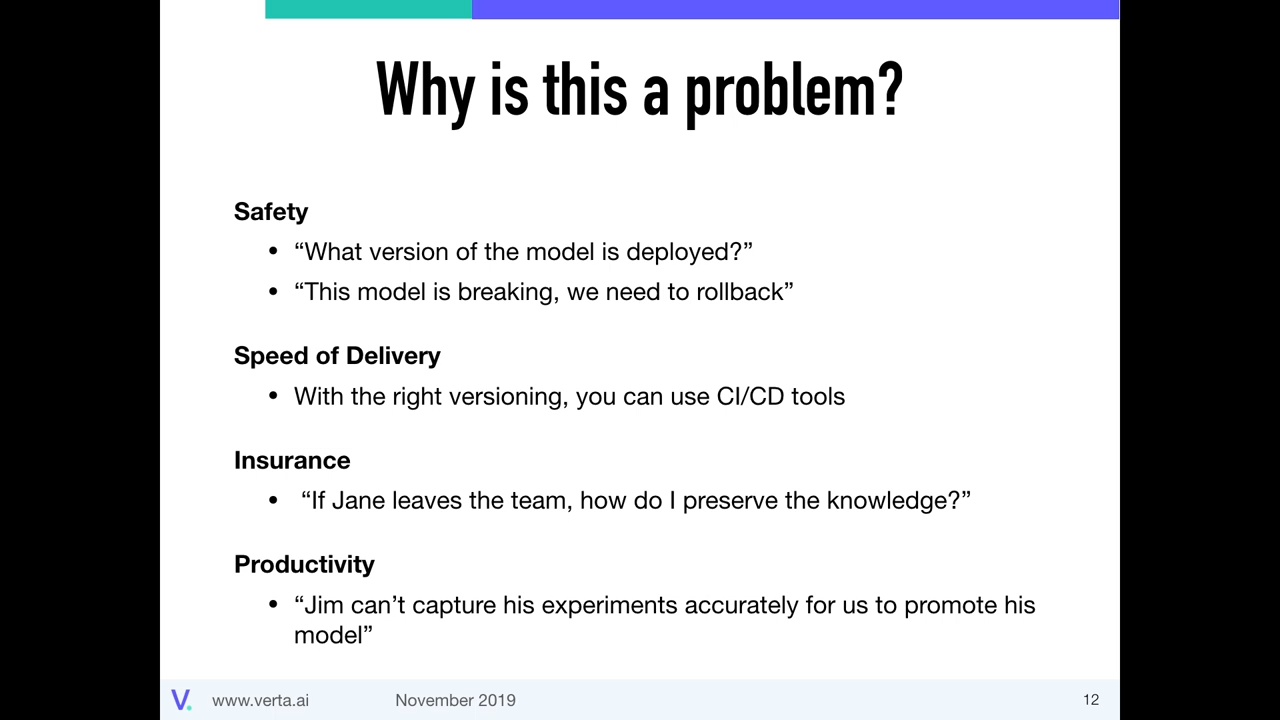 Why is this a problem?
Safety
• “What version of the model is deployed?”
• “This model is breaking, we need to rollback”
Speed of Delivery
• With the right versioning, you can use CI/CD tools
Insurance
• “If Jane leaves the team, how do I preserve the knowledge?”
Productivity
• “Jim can’t capture his experiments accurately for us to promote his
model”
V. www.verta.ai November 2019 12